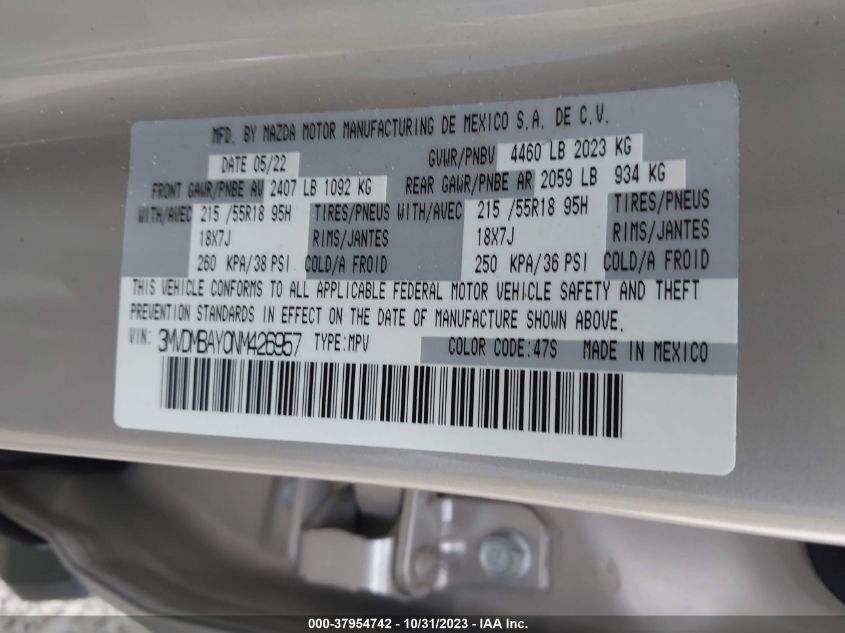 MFD. BY MAZDA MOTOR MANUFACTURING DE MEXICO S.A. DE C.V.
DATE 05/22 GVWR/PNBV 4460 LB 2023 KG
FRONT GAWR/PNBE AV 2407 LB 1092 KG REAR GAWR/PNBE AR 2059 LB 934 KG
WITH/AVEC 215 /55R18 95H TIRES/PNEUS WITH/AVEC 215 /55R18 95H TIRES/PNEUS
18X7J RIMS/JANTES 18X7J RIMS/JANTES
260 KPA/38 PSI COLD/A FROID 250 KPA/36 PSI COLD/A FROID
THIS VEHICLE CONFORMS TO ALL APPLICABLE FEDERAL MOTOR VEHICLE SAFETY AND THEFT
PREVENTION STANDARDS IN EFFECT ON THE DATE OF MANUFACTURE SHOWN ABOVE.
VIN: 3MVDMBAY0NM426957 TYPE:MPV COLOR CODE:47S MADE IN MEXICO
000-37954742 - 10/31/2023 - IAA Inc.